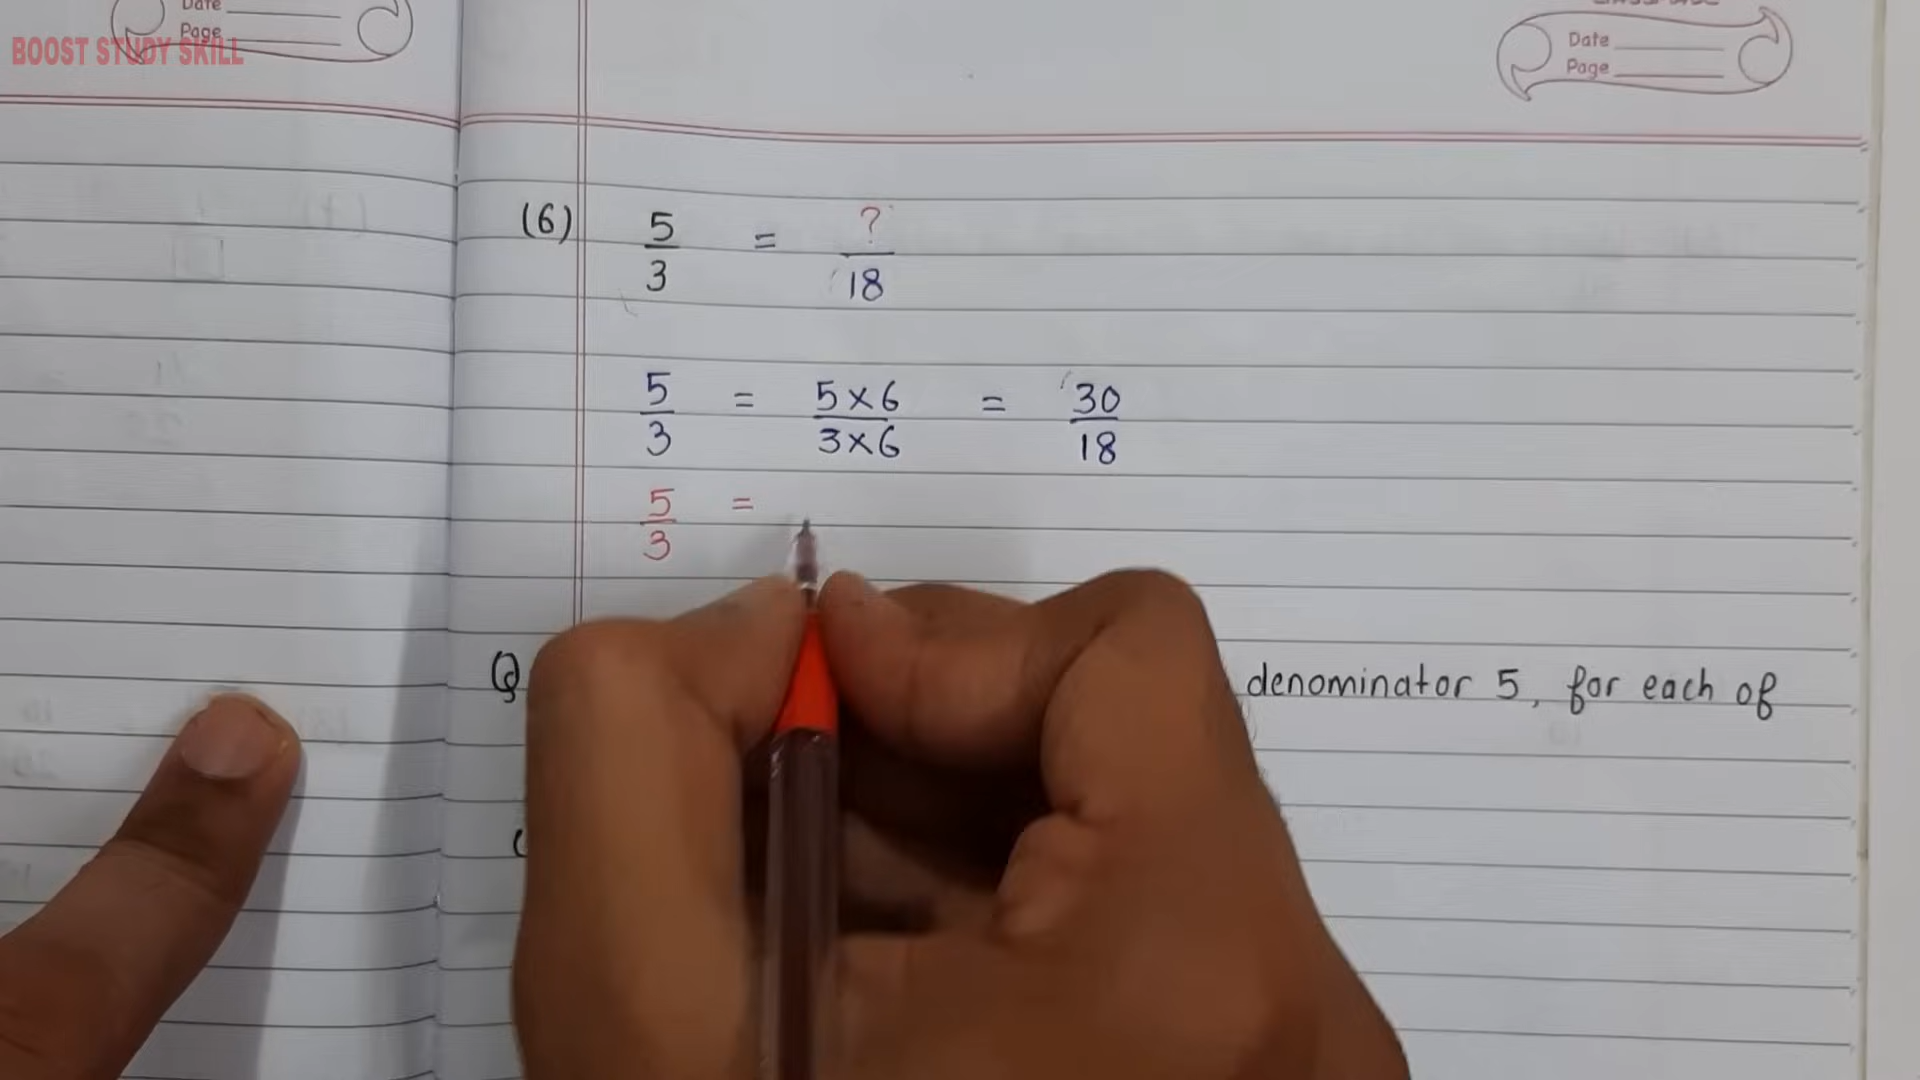 Date
Page
BOOST STUDY SKILL
Date
Page
(6) 5/3 = ?/18
5/3 = 5×6/3×6 = 30/18
5/3 =
Q denominator 5, for each of
(